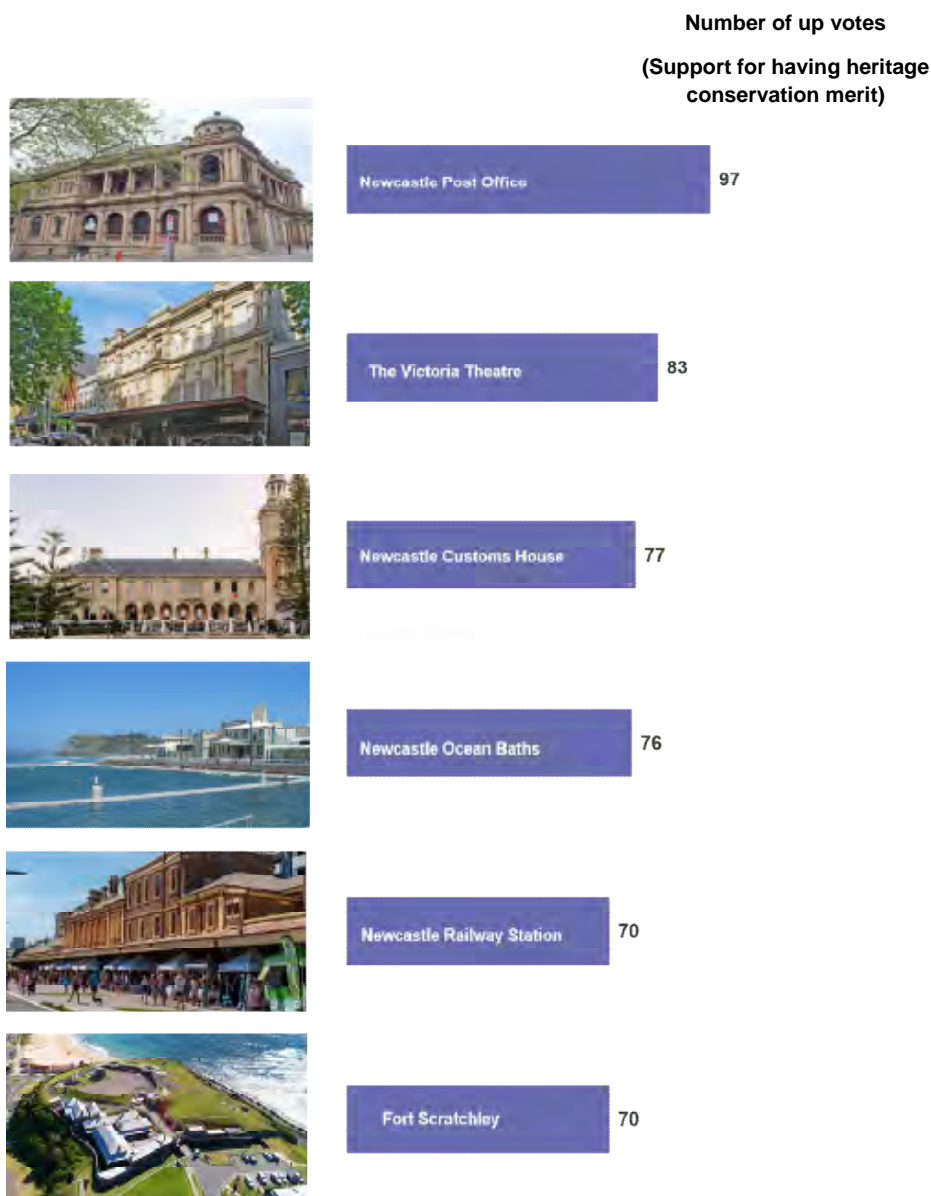 Number of up votes
(Support for having heritage
conservation merit)
Newcastle Post Office
97
The Victoria Theatre
83
Newcastle Customs House
77
Newcastle Ocean Baths
76
Newcastle Railway Station
70
Fort Scratchley
70